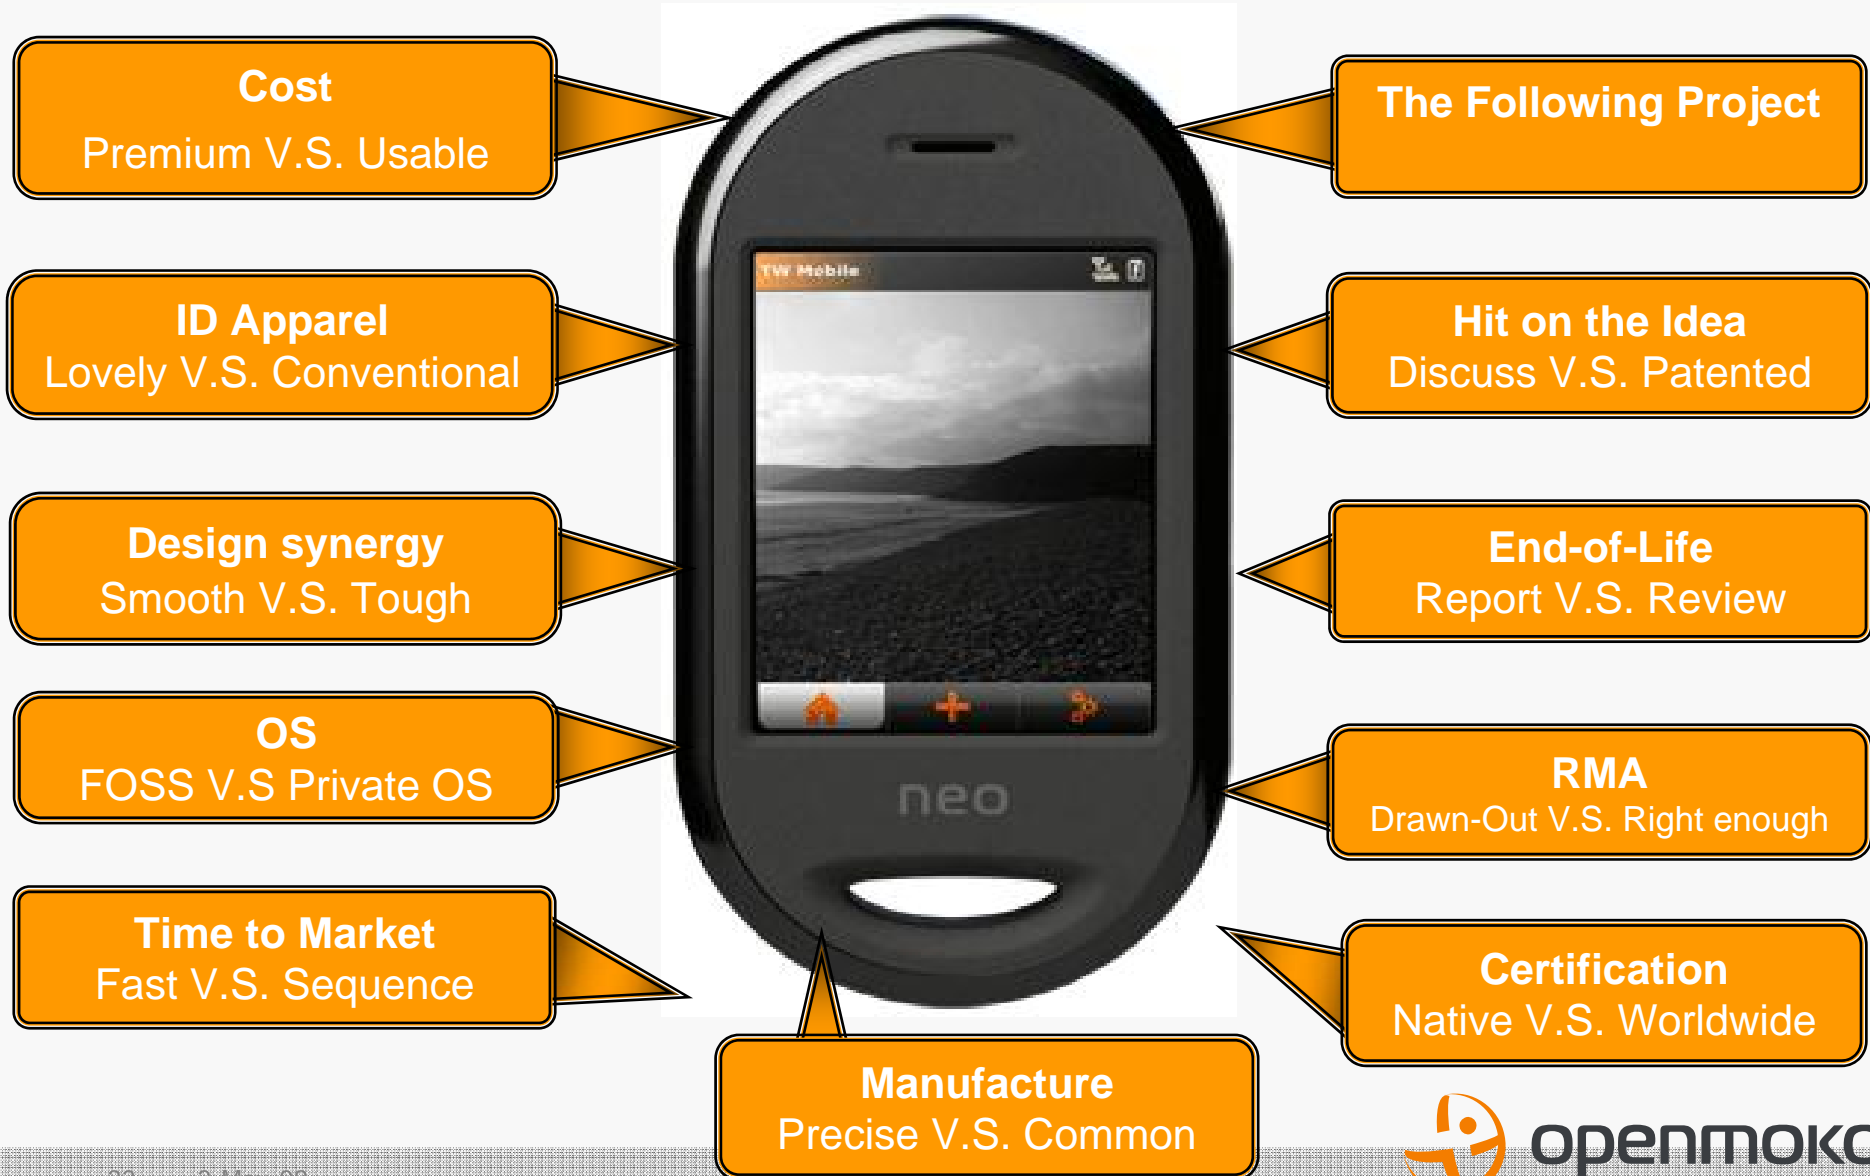 Cost
Premium V.S. Usable
The Following Project
ID Apparel
Lovely V.S. Conventional
Hit on the Idea
Discuss V.S. Patented
Design synergy
Smooth V.S. Tough
End-of-Life
Report V.S. Review
OS
FOSS V.S Private OS
RMA
Drawn-Out V.S. Right enough
Time to Market
Fast V.S. Sequence
Certification
Native V.S. Worldwide
Manufacture
Precise V.S. Common
TW Mobile
neo
openmoko